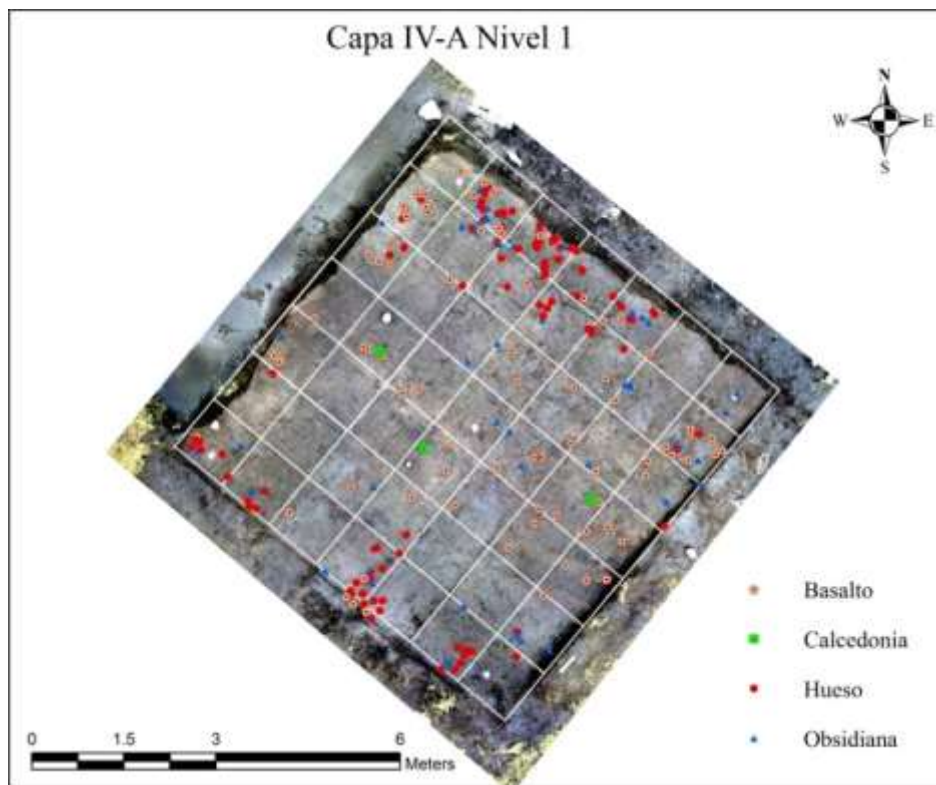 Capa IV-A Nivel 1
N
W E
S
Basalto
Calcedonia
Hueso
Obsidiana
0 1.5 3 6
Meters